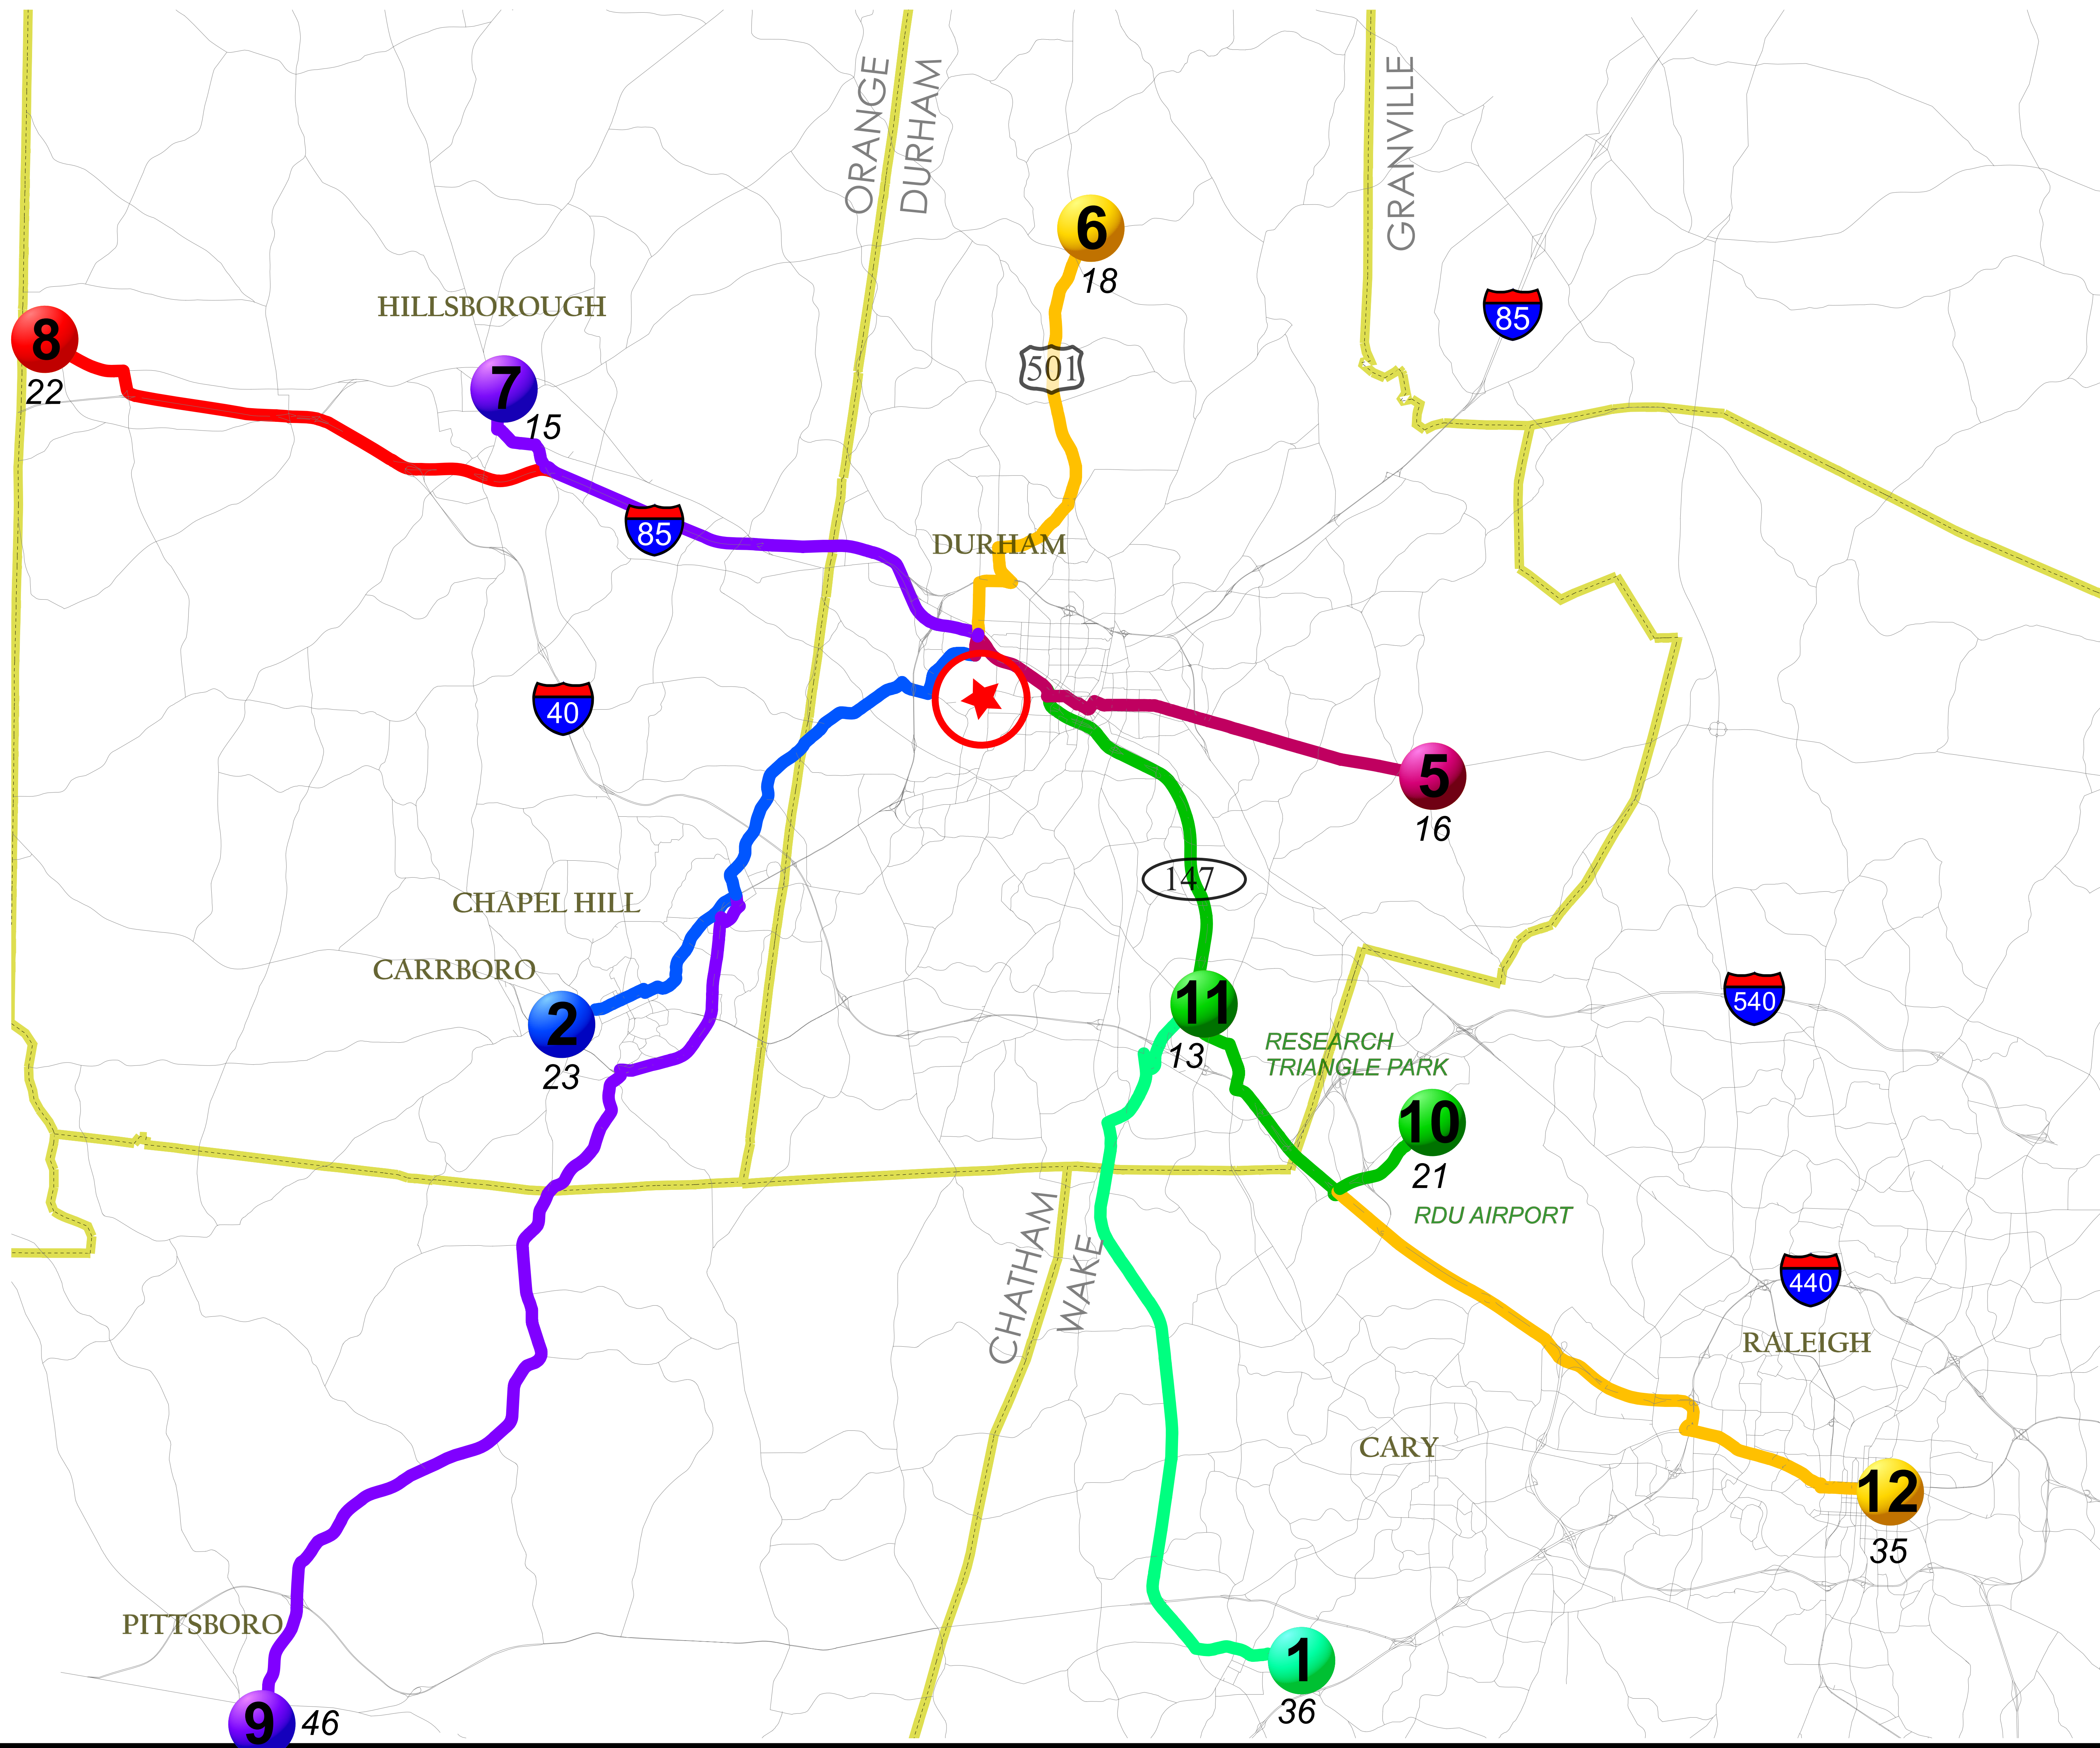 ORANGE
DURHAM
GRANVILLE
6
18
HILLSBOROUGH
85
8
22
7
15
501
85
DURHAM
40
5
16
147
CHAPEL HILL
CARRBORO
2
23
11
13
540
RESEARCH
TRIANGLE PARK
10
21
RDU AIRPORT
CHATHAM
WAKE
440
RALEIGH
CARY
12
35
PITTSBORO
1
36
9
46